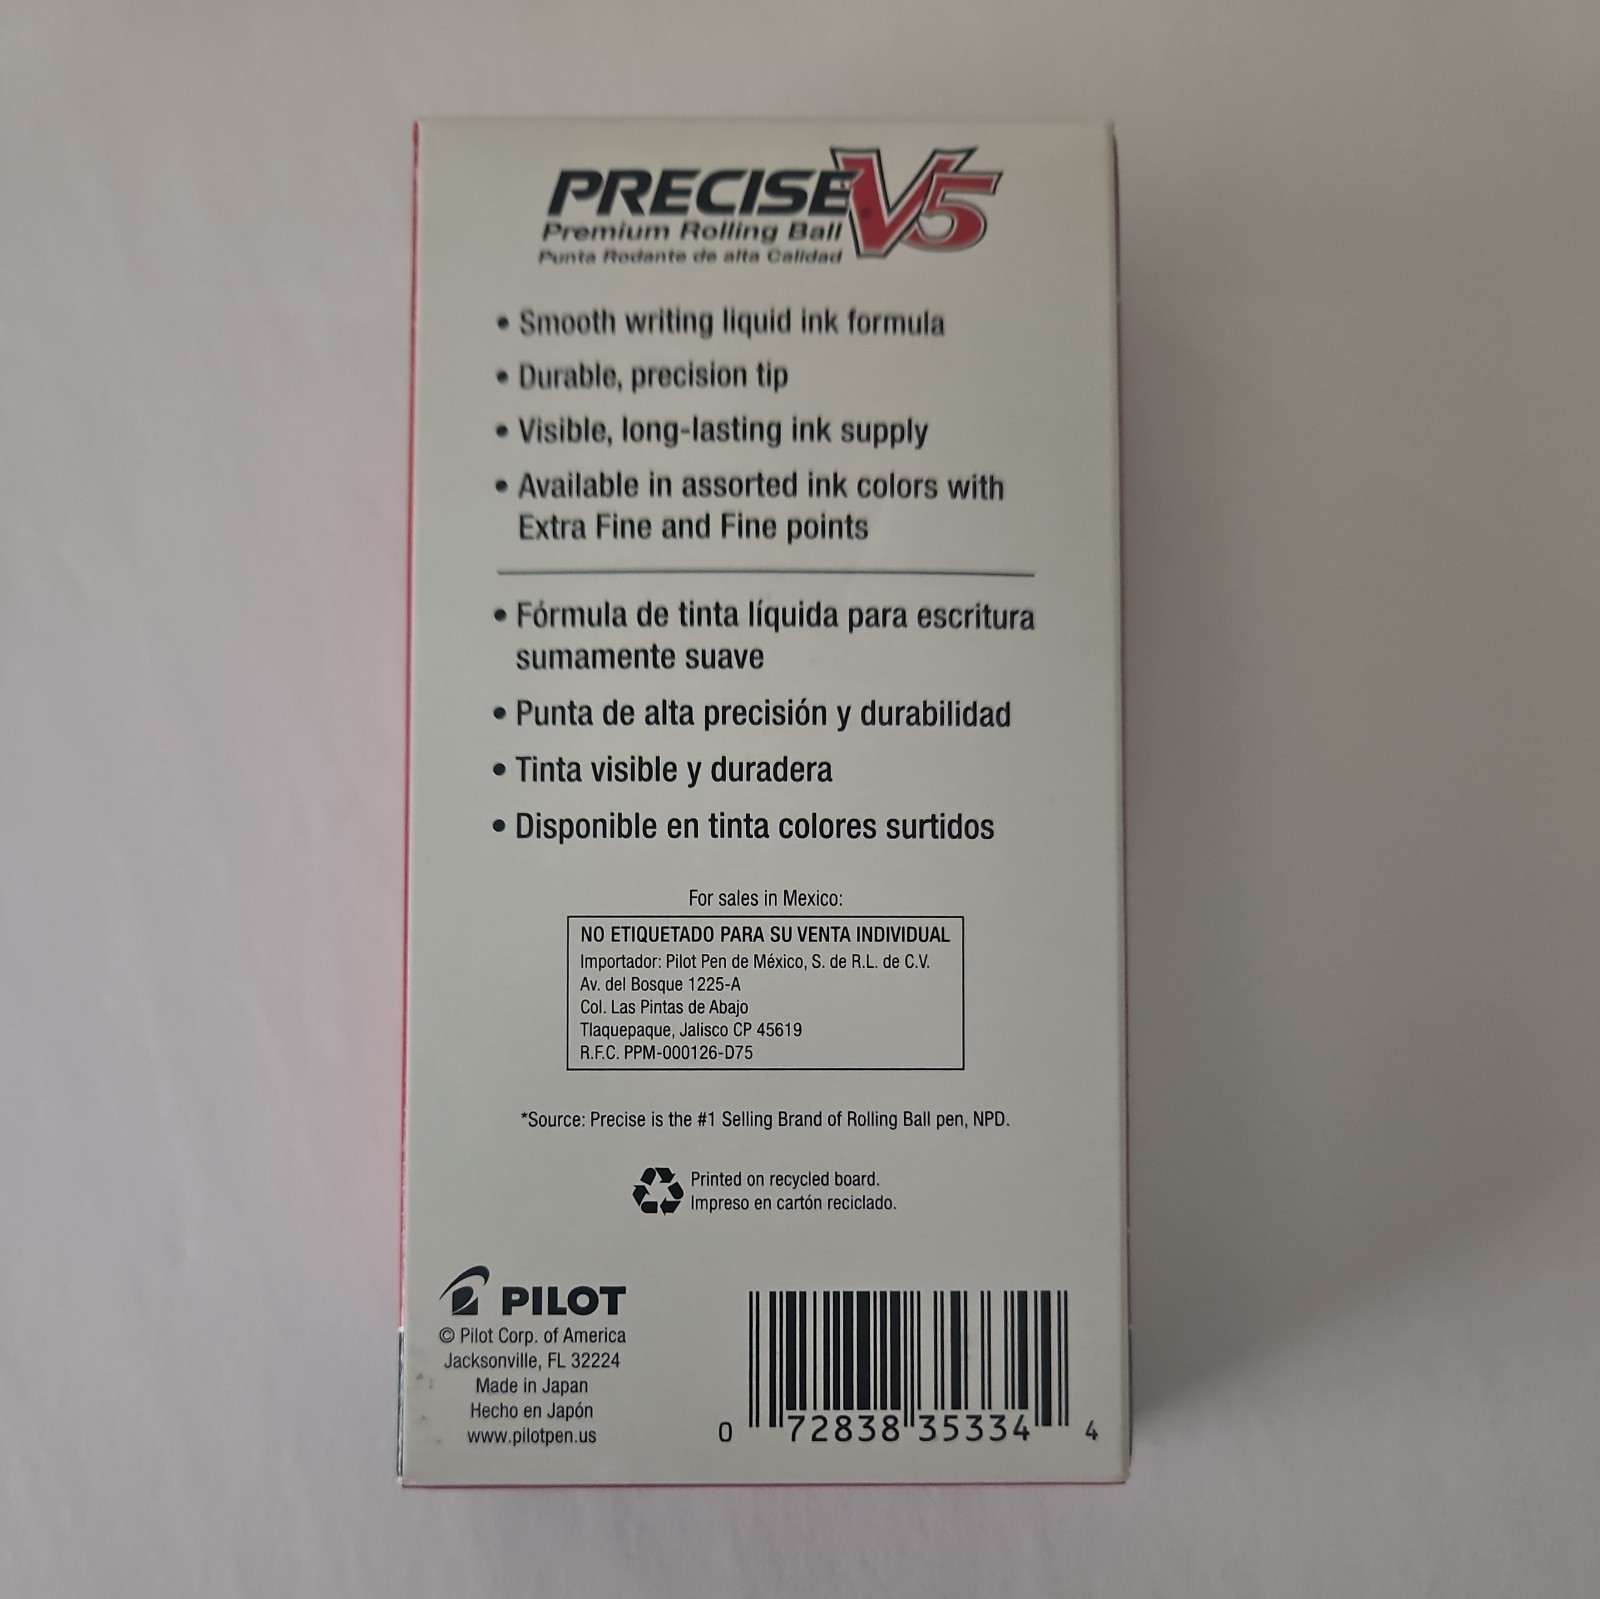 PRECISE V5
Premium Rolling Ball
Punta Rodante de alta Calidad
• Smooth writing liquid ink formula
• Durable, precision tip
• Visible, long-lasting ink supply
• Available in assorted ink colors with
Extra Fine and Fine points
• Fórmula de tinta líquida para escritura
sumamente suave
• Punta de alta precisión y durabilidad
• Tinta visible y duradera
• Disponible en tinta colores surtidos
For sales in Mexico:
NO ETIQUETADO PARA SU VENTA INDIVIDUAL
Importador: Pilot Pen de México, S. de R.L. de C.V.
Av. del Bosque 1225-A
Col. Las Pintas de Abajo
Tlaquepaque, Jalisco CP 45619
R.F.C. PPM-000126-D75
*Source: Precise is the #1 Selling Brand of Rolling Ball pen, NPD.
Printed on recycled board.
Impreso en cartón reciclado.
PILOT
© Pilot Corp. of America
Jacksonville, FL 32224
Made in Japan
Hecho en Japón
www.pilotpen.us
0 72838 35334 4